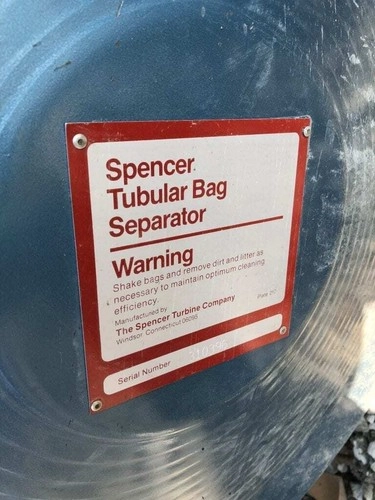 Spencer
Tubular Bag
Separator
Warning
Shake bags and remove dirt and litter as
necessary to maintain optimum cleaning
efficiency.
Manufactured by
The Spencer Turbine Company
Windsor, Connecticut 06095
Serial Number